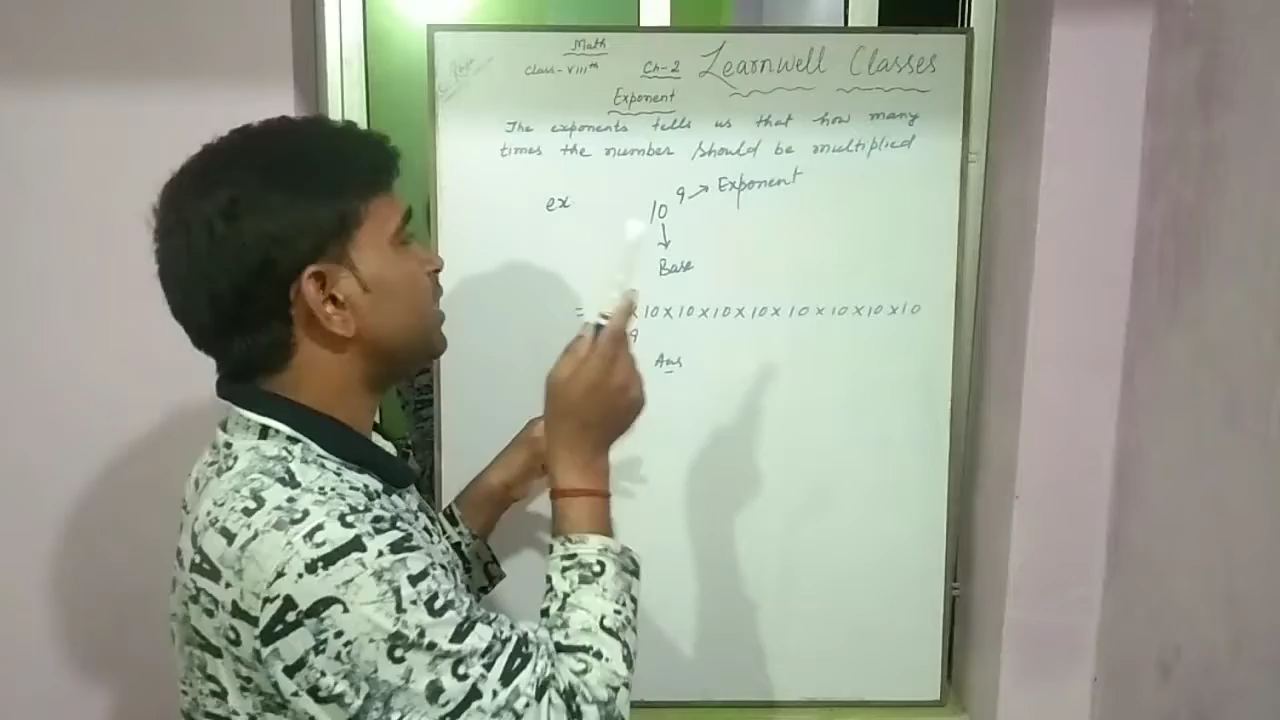 Math
Class-VIIIth Ch-2 Learnwell Classes
Exponent
The exponents tells us that how many
times the number should be multiplied
ex 10^9 → Exponent
↓
Base
= × 10 × 10 × 10 × 10 × 10 × 10 × 10 × 10
9
Ans